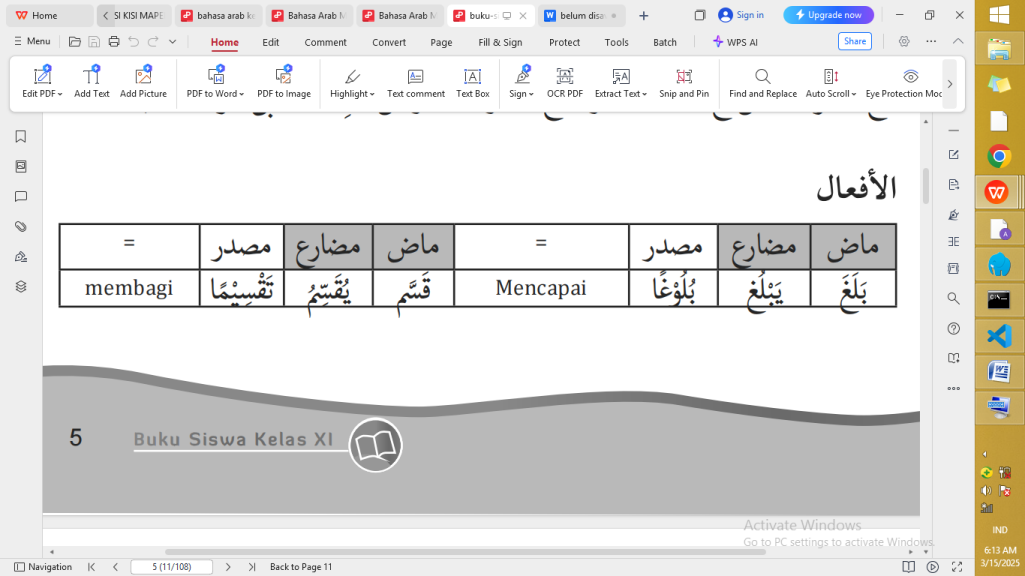 Home
SI KISI MAPE
bahasa arab ke
Bahasa Arab M
Bahasa Arab M
buku-s
belum disa
Sign in
Upgrade now
Menu
Home Edit Comment Convert Page Fill & Sign Protect Tools Batch WPS AI
Share
Edit PDF Add Text Add Picture PDF to Word PDF to Image Highlight Text comment Text Box Sign OCR PDF Extract Text Snip and Pin Find and Replace Auto Scroll Eye Protection Mod
الأفعال
ماض مضارع مصدر = ماض مضارع مصدر =
بَلَغَ يَبْلُغ بُلُوْغًا Mencapai قَسَّم يُقَسِّمُ تَقْسِيْمًا membagi
5 Buku Siswa Kelas XI
Activate Windows
Go to PC settings to activate Windows.
IND
6:13 AM
3/15/2025
Navigation 5 (11/108) Back to Page 11